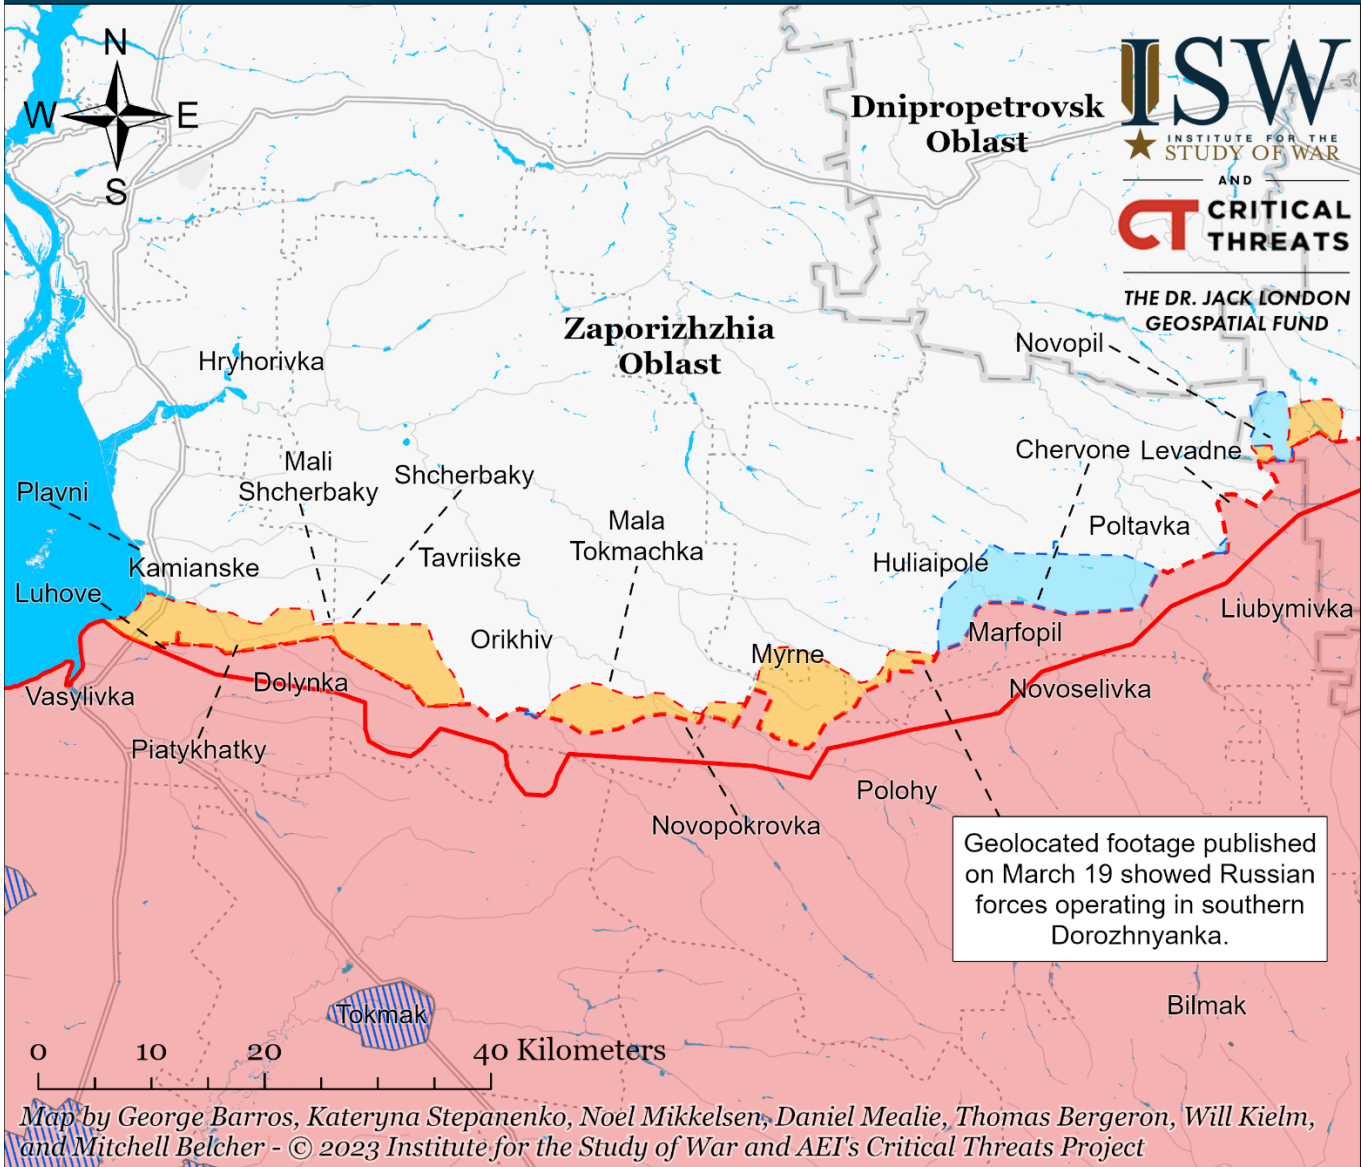 N
W E
S
Dnipropetrovsk
Oblast
ISW
INSTITUTE FOR THE
STUDY OF WAR
AND
CT CRITICAL
THREATS
THE DR. JACK LONDON
GEOSPATIAL FUND
Zaporizhzhia
Oblast
Novopil
Hryhorivka
Chervone
Levadne
Mali
Shcherbaky
Shcherbaky
Plavni
Mala
Tokmachka
Poltavka
Tavriiske
Huliaipole
Kamianske
Luhove
Liubymivka
Orikhiv
Marfopil
Myrne
Dolynka
Novoselivka
Vasylivka
Piatykhatky
Polohy
Novopokrovka
Geolocated footage published
on March 19 showed Russian
forces operating in southern
Dorozhnyanka.
Bilmak
Tokmak
0 10 20 40 Kilometers
Map by George Barros, Kateryna Stepanenko, Noel Mikkelsen, Daniel Mealie, Thomas Bergeron, Will Kielm,
and Mitchell Belcher - © 2023 Institute for the Study of War and AEI's Critical Threats Project